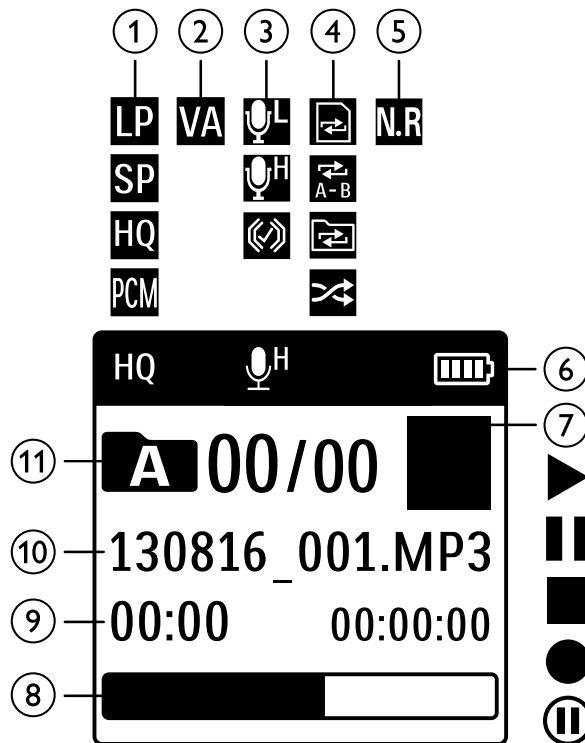 1 2 3 4 5
LP VA L N.R
SP H A-B
HQ
PCM
HQ H
6
7
11 A 00/00
10 130816_001.MP3
9 00:00 00:00:00
8